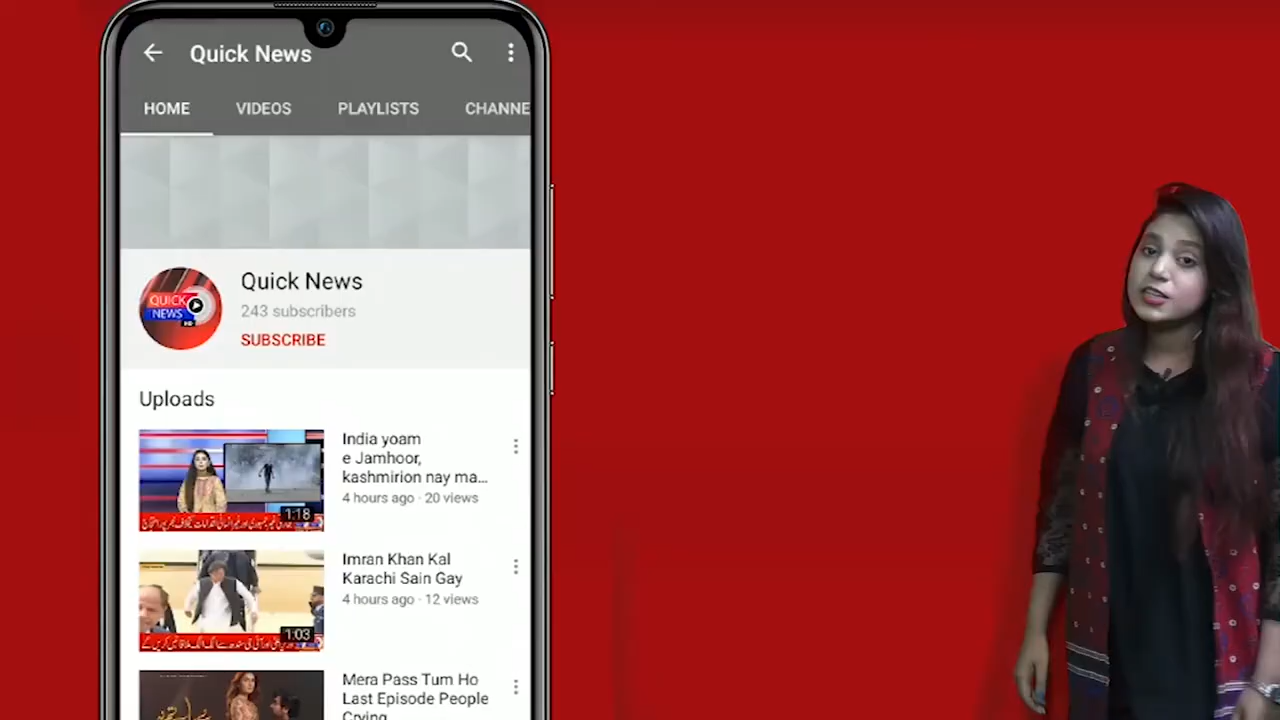 Quick News
HOME VIDEOS PLAYLISTS CHANNE
QUICK
NEWS
HD
Quick News
243 subscribers
SUBSCRIBE
Uploads
India yoam
e Jamhoor,
kashmirion nay ma...
4 hours ago · 20 views
1:18
Imran Khan Kal
Karachi Sain Gay
4 hours ago · 12 views
1:03
Mera Pass Tum Ho
Last Episode People
Crying